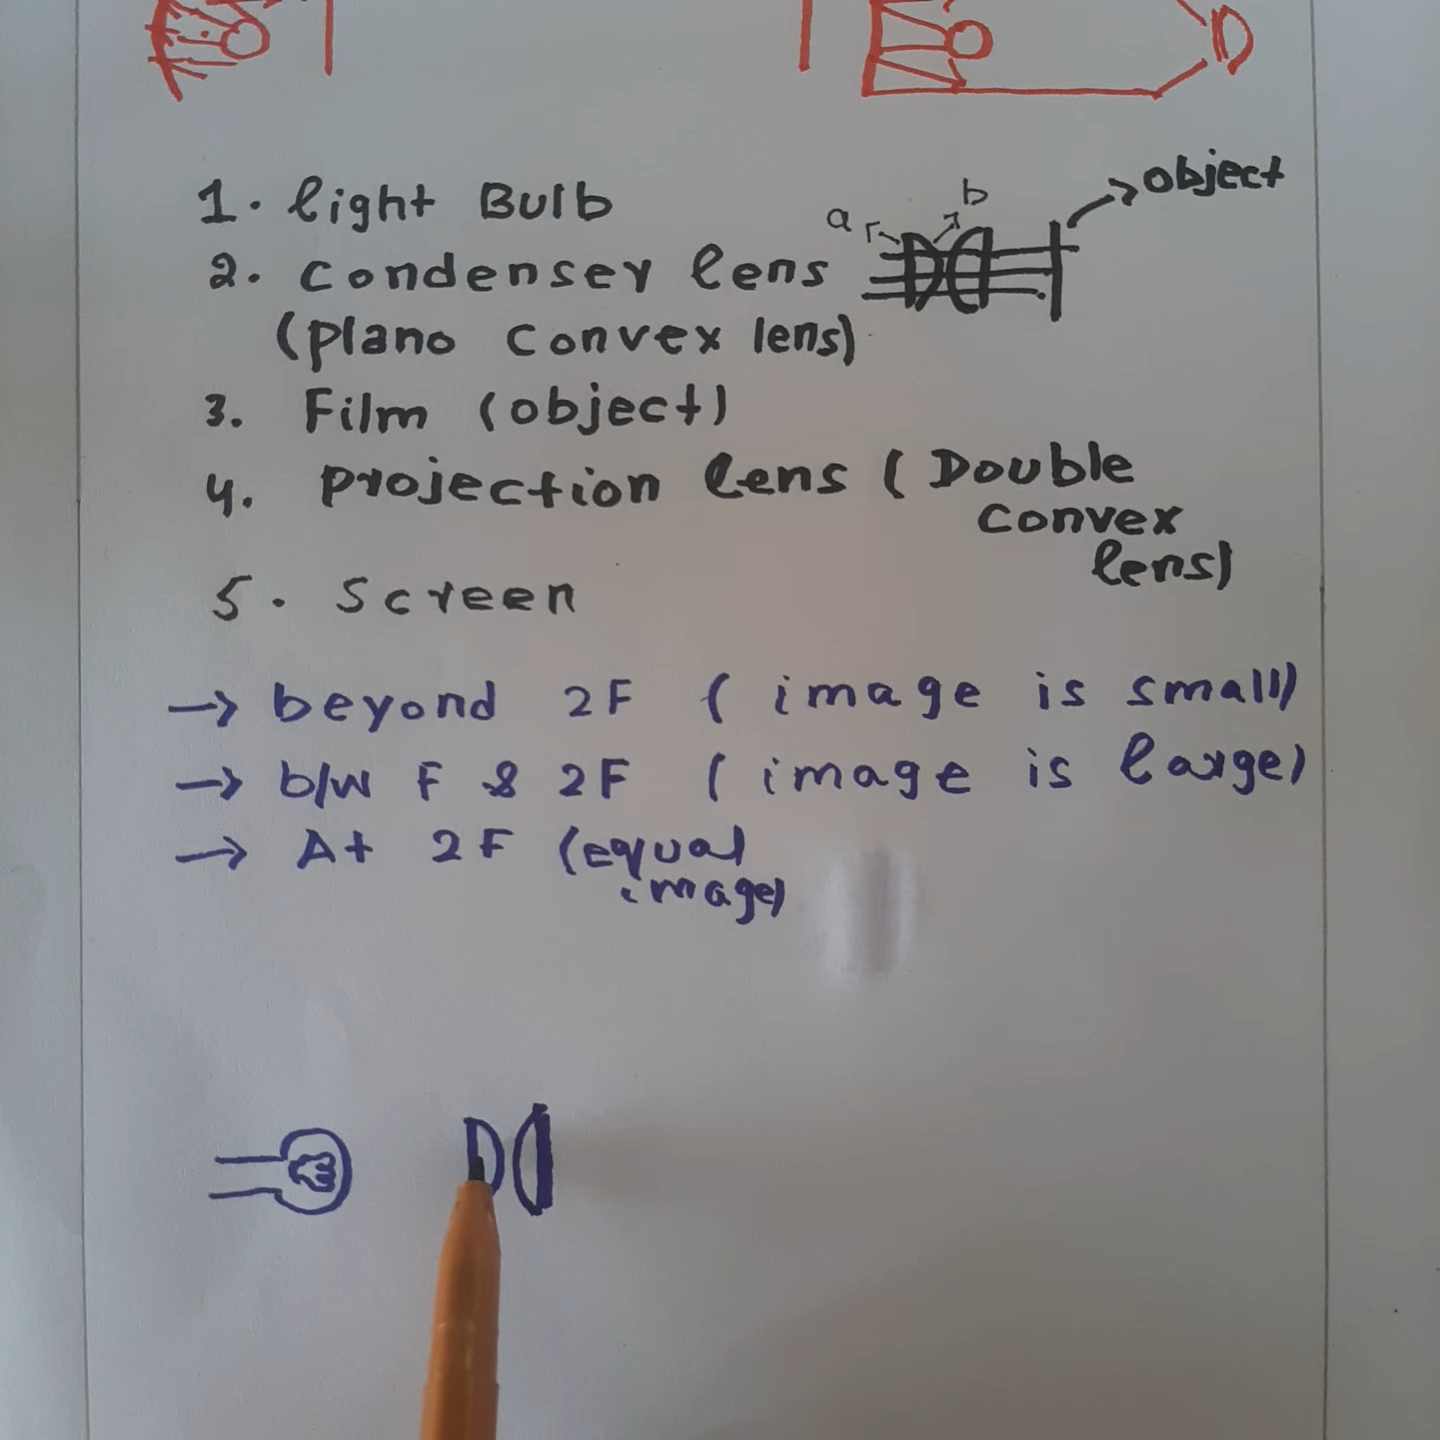 1. light Bulb
object
a
b
2. Condenser lens
(plano convex lens)
3. Film (object)
4. Projection lens (Double
convex
lens)
5. Screen
→ beyond 2F (image is small)
→ b/w F & 2F (image is large)
→ At 2F (equal
image)